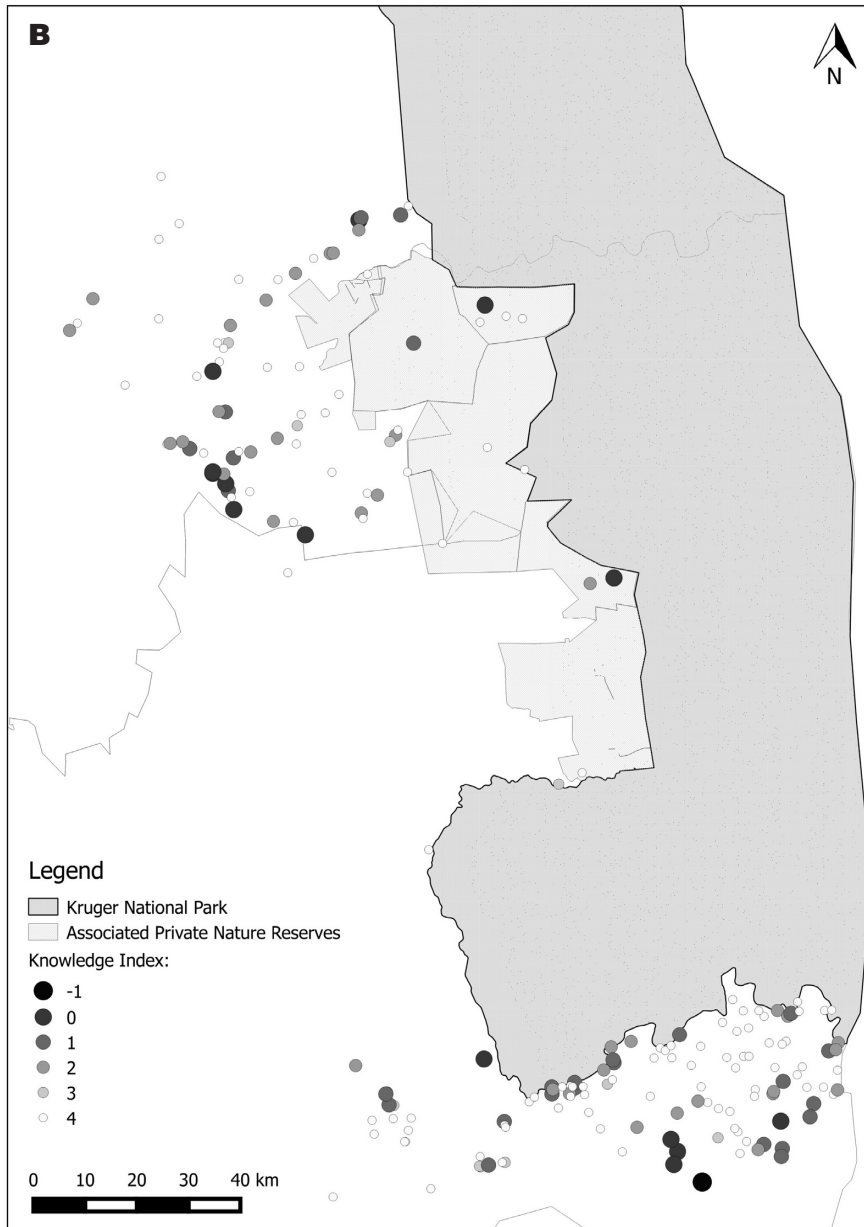 B
N
Legend
Kruger National Park
Associated Private Nature Reserves
Knowledge Index:
-1
0
1
2
3
4
0 10 20 30 40 km